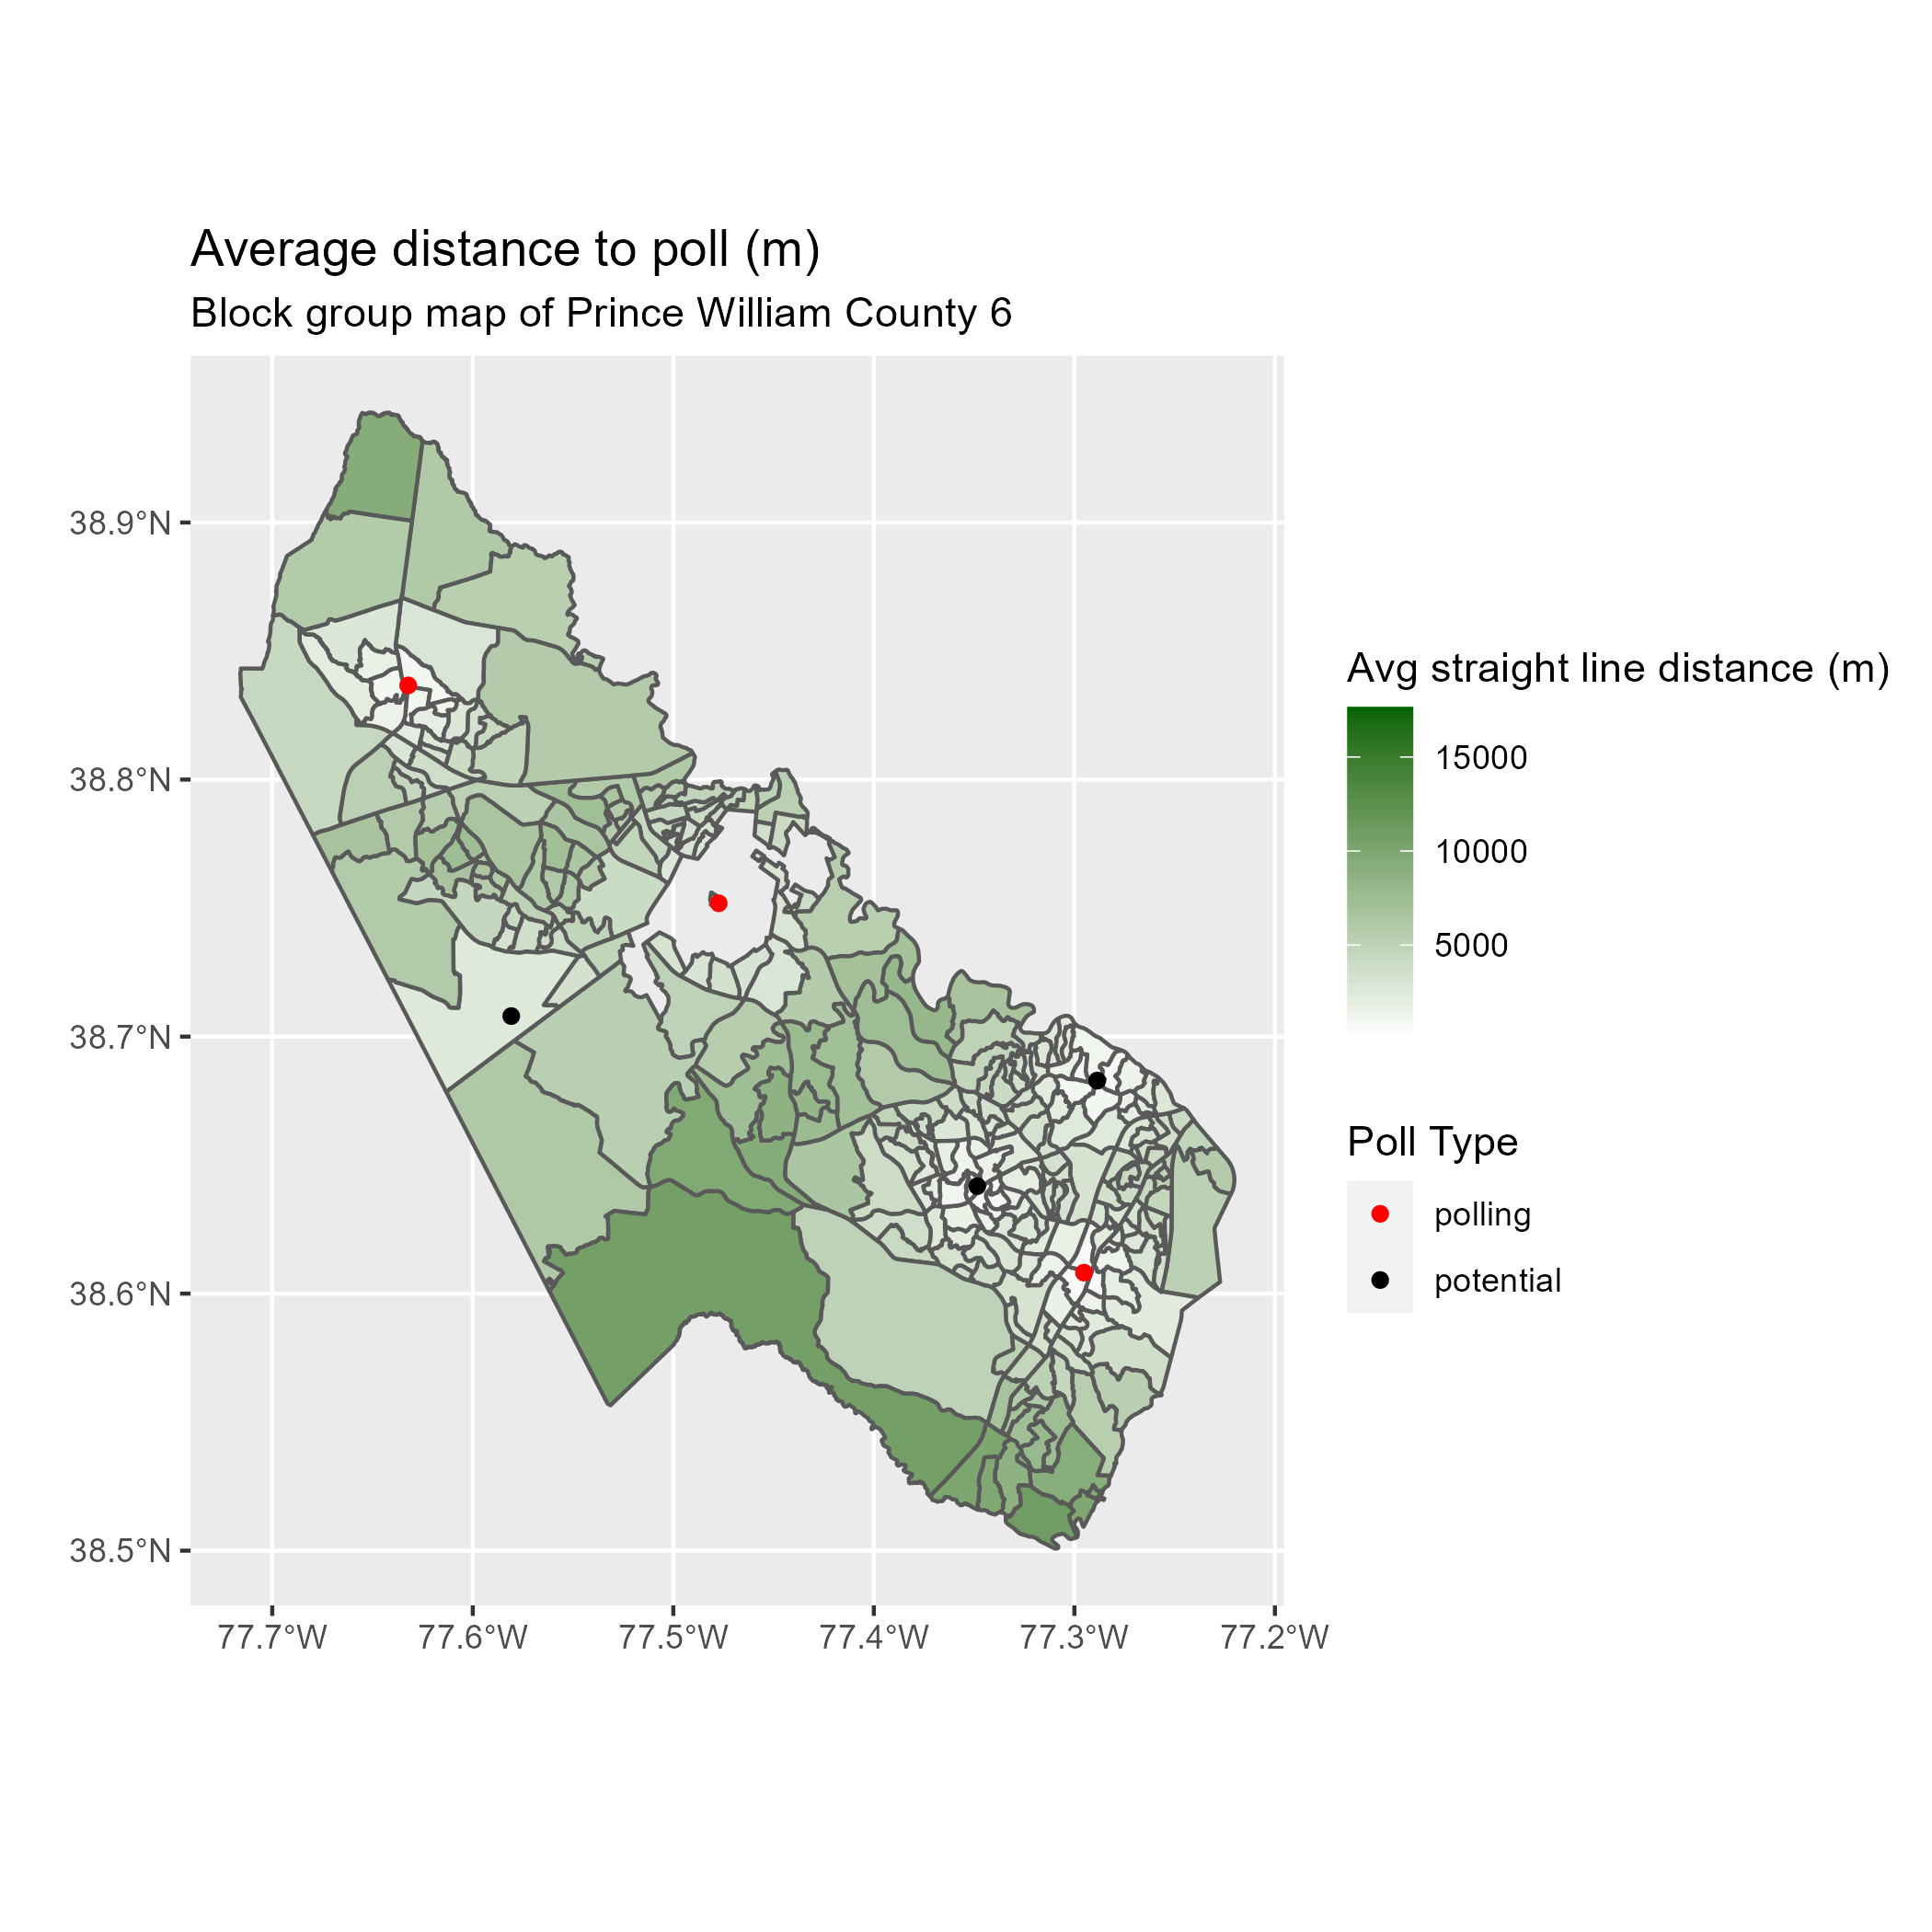 Average distance to poll (m)
Block group map of Prince William County 6
38.9°N
38.8°N
38.7°N
38.6°N
38.5°N
77.7°W
77.6°W
77.5°W
77.4°W
77.3°W
77.2°W
Avg straight line distance (m)
15000
10000
5000
Poll Type
polling
potential